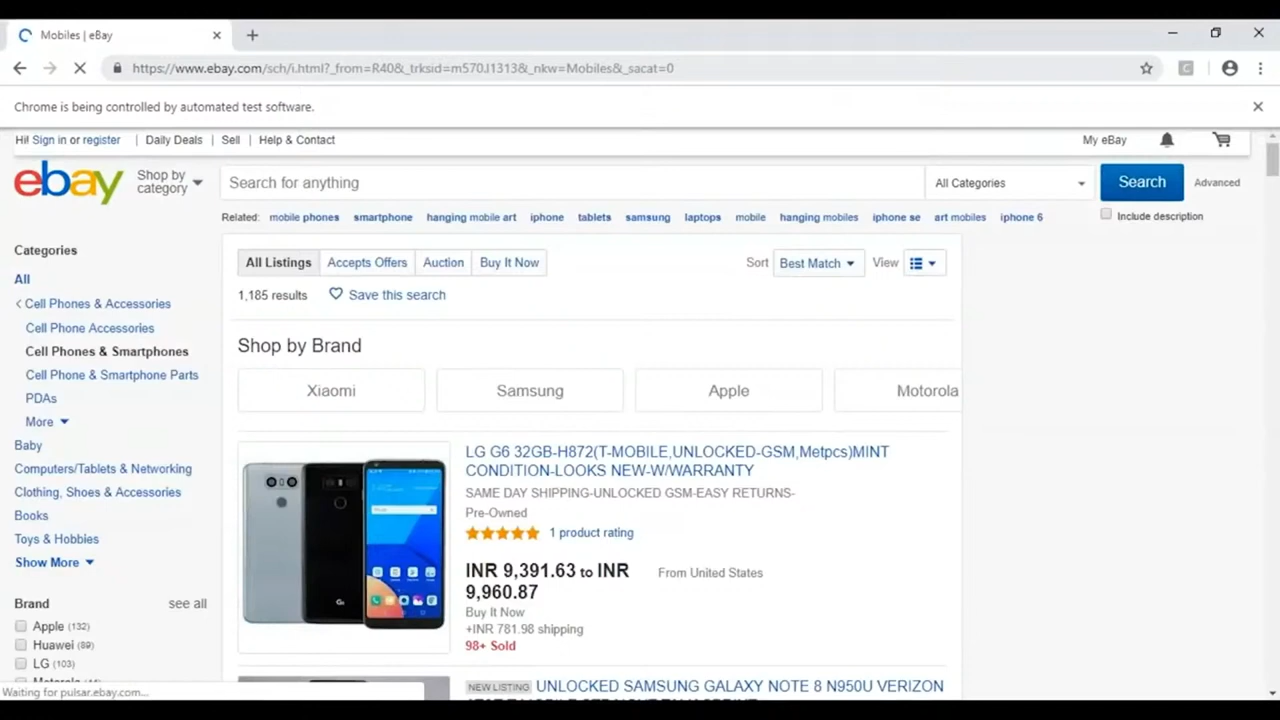 Mobiles | eBay
https://www.ebay.com/sch/i.html?_from=R40&_trksid=m570.l1313&_nkw=Mobiles&_sacat=0
Chrome is being controlled by automated test software.
Hi! Sign in or register | Daily Deals | Sell | Help & Contact
My eBay
ebay
Shop by
category
Search for anything
All Categories
Search
Advanced
Related: mobile phones smartphone hanging mobile art iphone tablets samsung laptops mobile hanging mobiles iphone se art mobiles iphone 6
Include description
Categories
All
Cell Phones & Accessories
Cell Phone Accessories
Cell Phones & Smartphones
Cell Phone & Smartphone Parts
PDAs
More
Baby
Computers/Tablets & Networking
Clothing, Shoes & Accessories
Books
Toys & Hobbies
Show More
Brand see all
Apple (132)
Huawei (89)
LG (103)
Waiting for pulsar.ebay.com...
All Listings Accepts Offers Auction Buy It Now
Sort Best Match View
1,185 results Save this search
Shop by Brand
Xiaomi Samsung Apple Motorola
LG G6 32GB-H872(T-MOBILE,UNLOCKED-GSM,Metpcs)MINT
CONDITION-LOOKS NEW-W/WARRANTY
SAME DAY SHIPPING-UNLOCKED GSM-EASY RETURNS-
Pre-Owned
1 product rating
INR 9,391.63 to INR
9,960.87
From United States
Buy It Now
+INR 781.98 shipping
98+ Sold
NEW LISTING UNLOCKED SAMSUNG GALAXY NOTE 8 N950U VERIZON